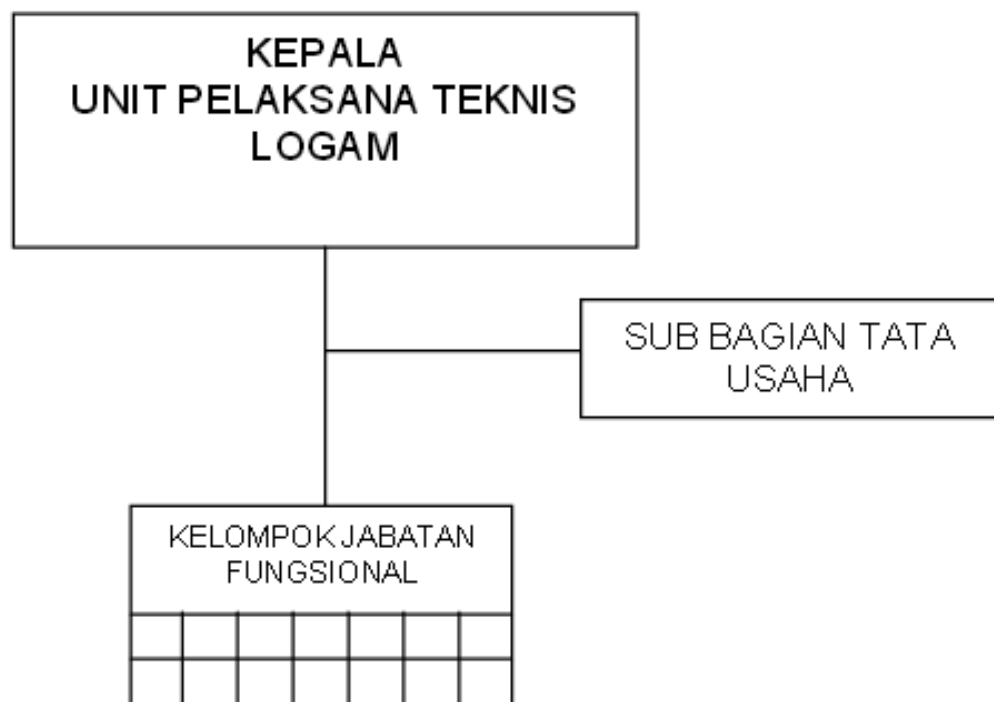 KEPALA
UNIT PELAKSANA TEKNIS
LOGAM
SUB BAGIAN TATA
USAHA
KELOMPOK JABATAN
FUNGSIONAL